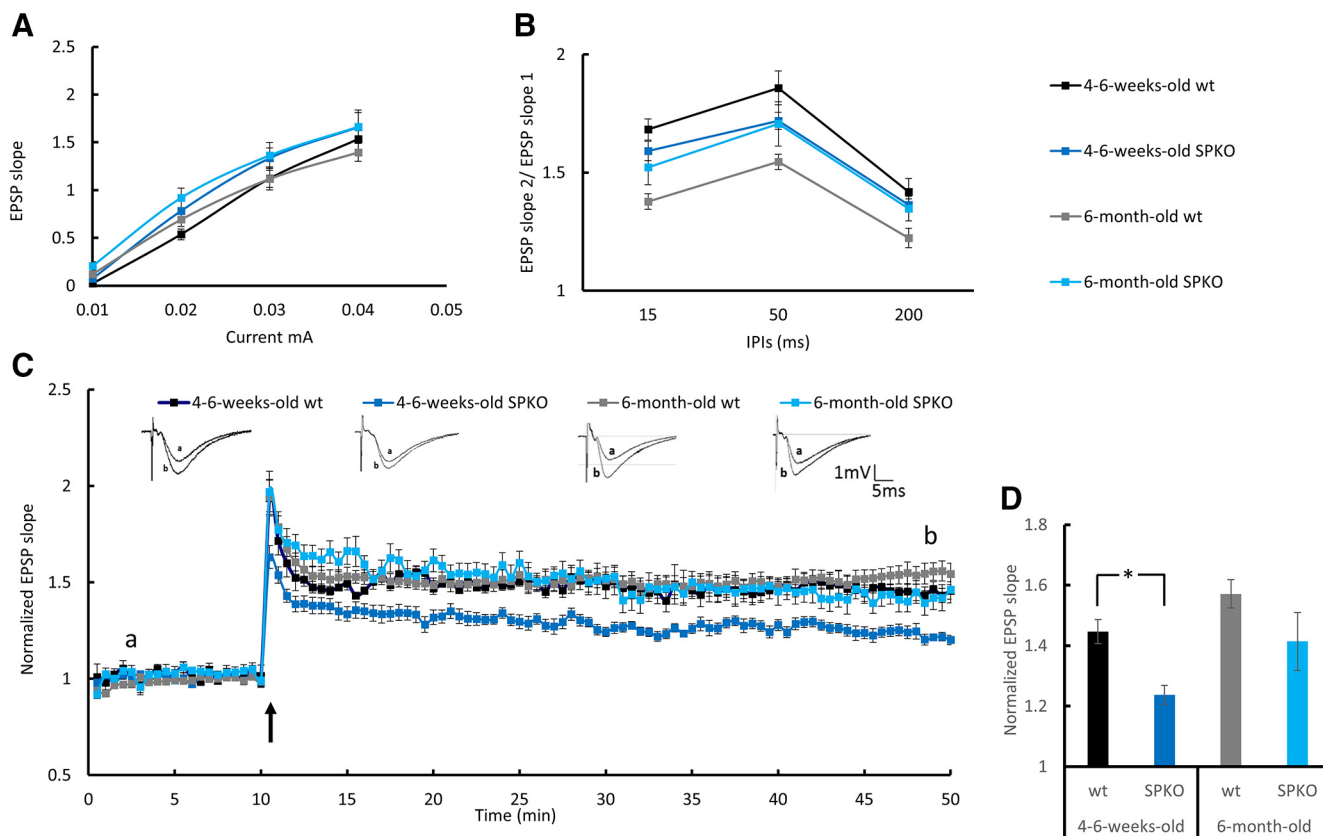 A
2.5
2
1.5
1
0.5
0
0.01
0.02
0.03
0.04
0.05
EPSP slope
Current mA
B
2
1.5
1
15
50
200
EPSP slope 2/ EPSP slope 1
IPIs (ms)
4-6-weeks-old wt
4-6-weeks-old SPKO
6-month-old wt
6-month-old SPKO
C
2.5
2
1.5
1
0.5
0
5
10
15
20
25
30
35
40
45
50
Normalized EPSP slope
Time (min)
4-6-weeks-old wt
4-6-weeks-old SPKO
6-month-old wt
6-month-old SPKO
a
b
a
b
a
b
a
b
1mV
5ms
a
b
D
1.8
1.6
1.4
1.2
1
Normalized EPSP slope
*
wt
SPKO
wt
SPKO
4-6-weeks-old
6-month-old